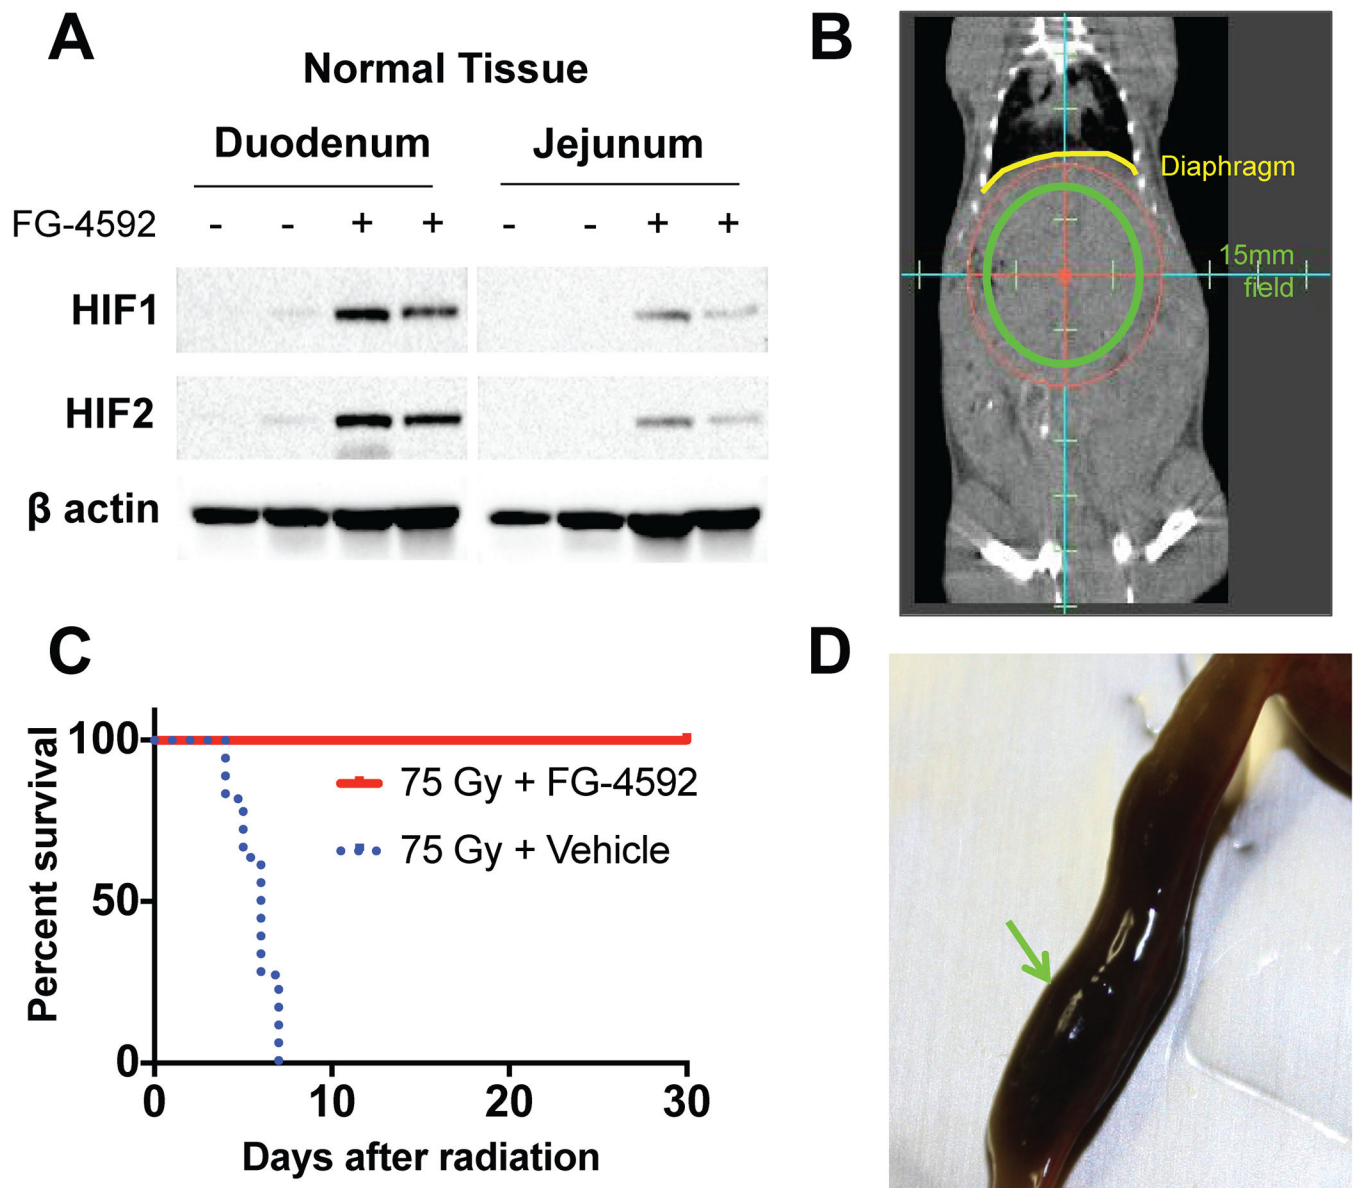 A
Normal Tissue
Duodenum Jejunum
FG-4592 - - + + - - + +
HIF1
HIF2
β actin
B
Diaphragm
15mm
field
C
Percent survival
100
50
0
75 Gy + FG-4592
75 Gy + Vehicle
0 10 20 30
Days after radiation
D